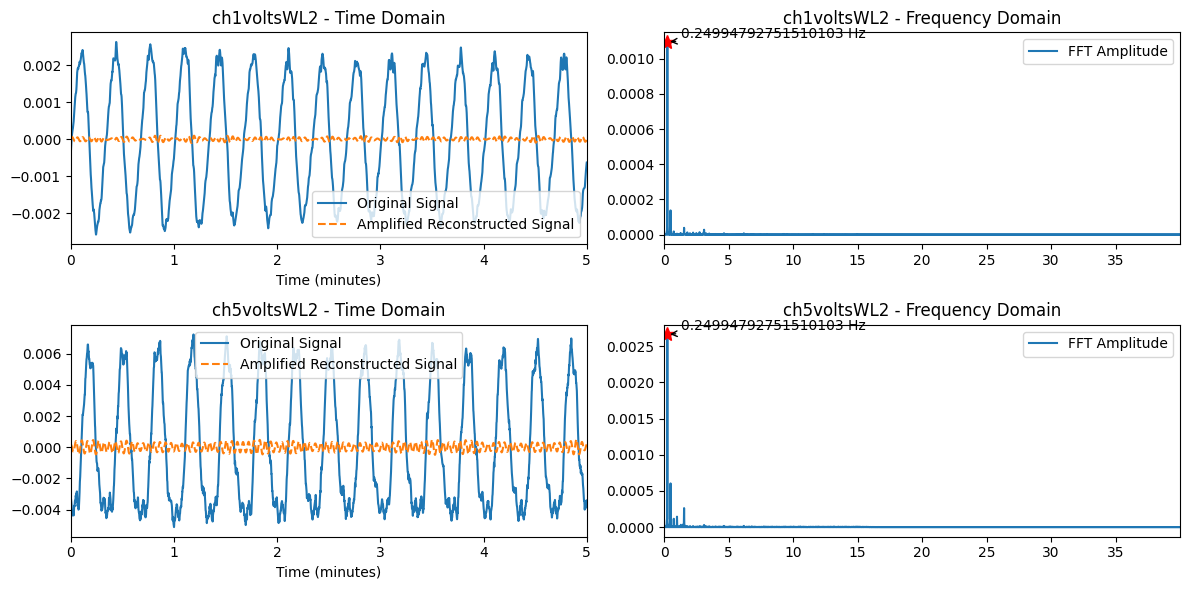 ch1voltsWL2 - Time Domain
0.002
0.001
0.000
−0.001
−0.002
Original Signal
Amplified Reconstructed Signal
0 1 2 3 4 5
Time (minutes)
ch1voltsWL2 - Frequency Domain
0.24994792751510103 Hz
FFT Amplitude
0.0010
0.0008
0.0006
0.0004
0.0002
0.0000
0 5 10 15 20 25 30 35
ch5voltsWL2 - Time Domain
Original Signal
Amplified Reconstructed Signal
0.006
0.004
0.002
0.000
−0.002
−0.004
0 1 2 3 4 5
Time (minutes)
ch5voltsWL2 - Frequency Domain
0.24994792751510103 Hz
FFT Amplitude
0.0025
0.0020
0.0015
0.0010
0.0005
0.0000
0 5 10 15 20 25 30 35